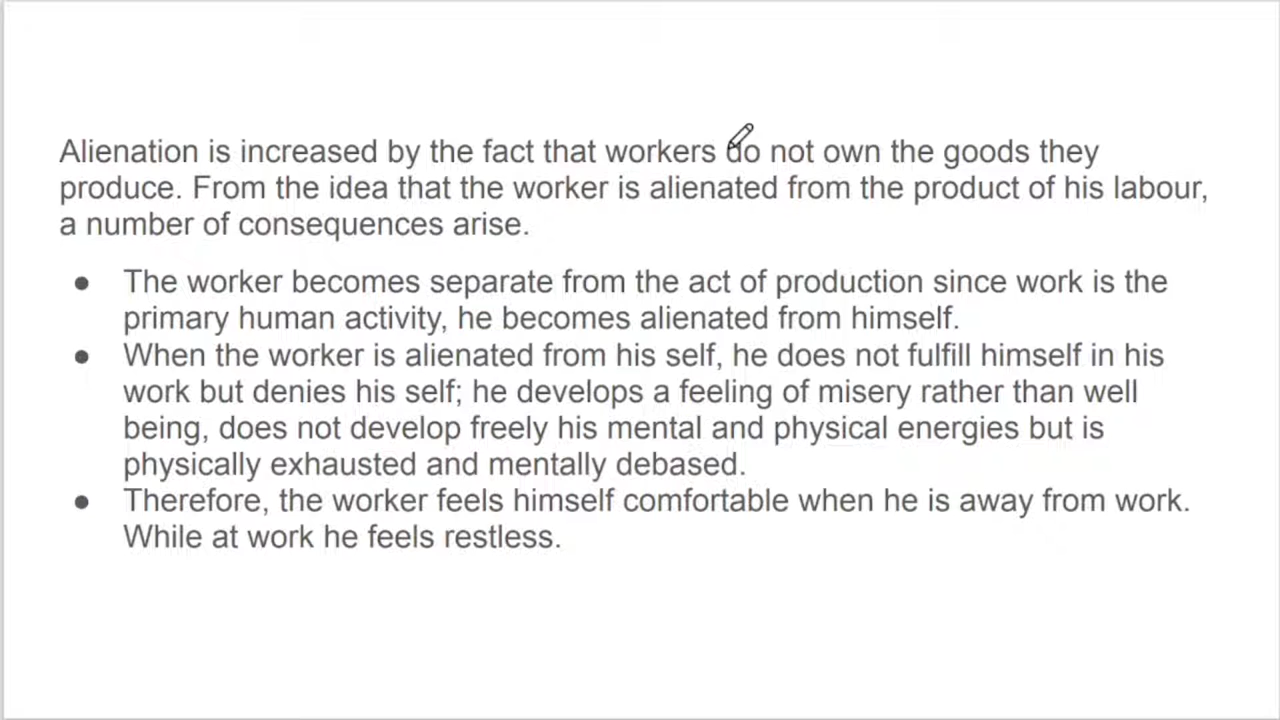 Alienation is increased by the fact that workers do not own the goods they
produce. From the idea that the worker is alienated from the product of his labour,
a number of consequences arise.
● The worker becomes separate from the act of production since work is the
primary human activity, he becomes alienated from himself.
● When the worker is alienated from his self, he does not fulfill himself in his
work but denies his self; he develops a feeling of misery rather than well
being, does not develop freely his mental and physical energies but is
physically exhausted and mentally debased.
● Therefore, the worker feels himself comfortable when he is away from work.
While at work he feels restless.